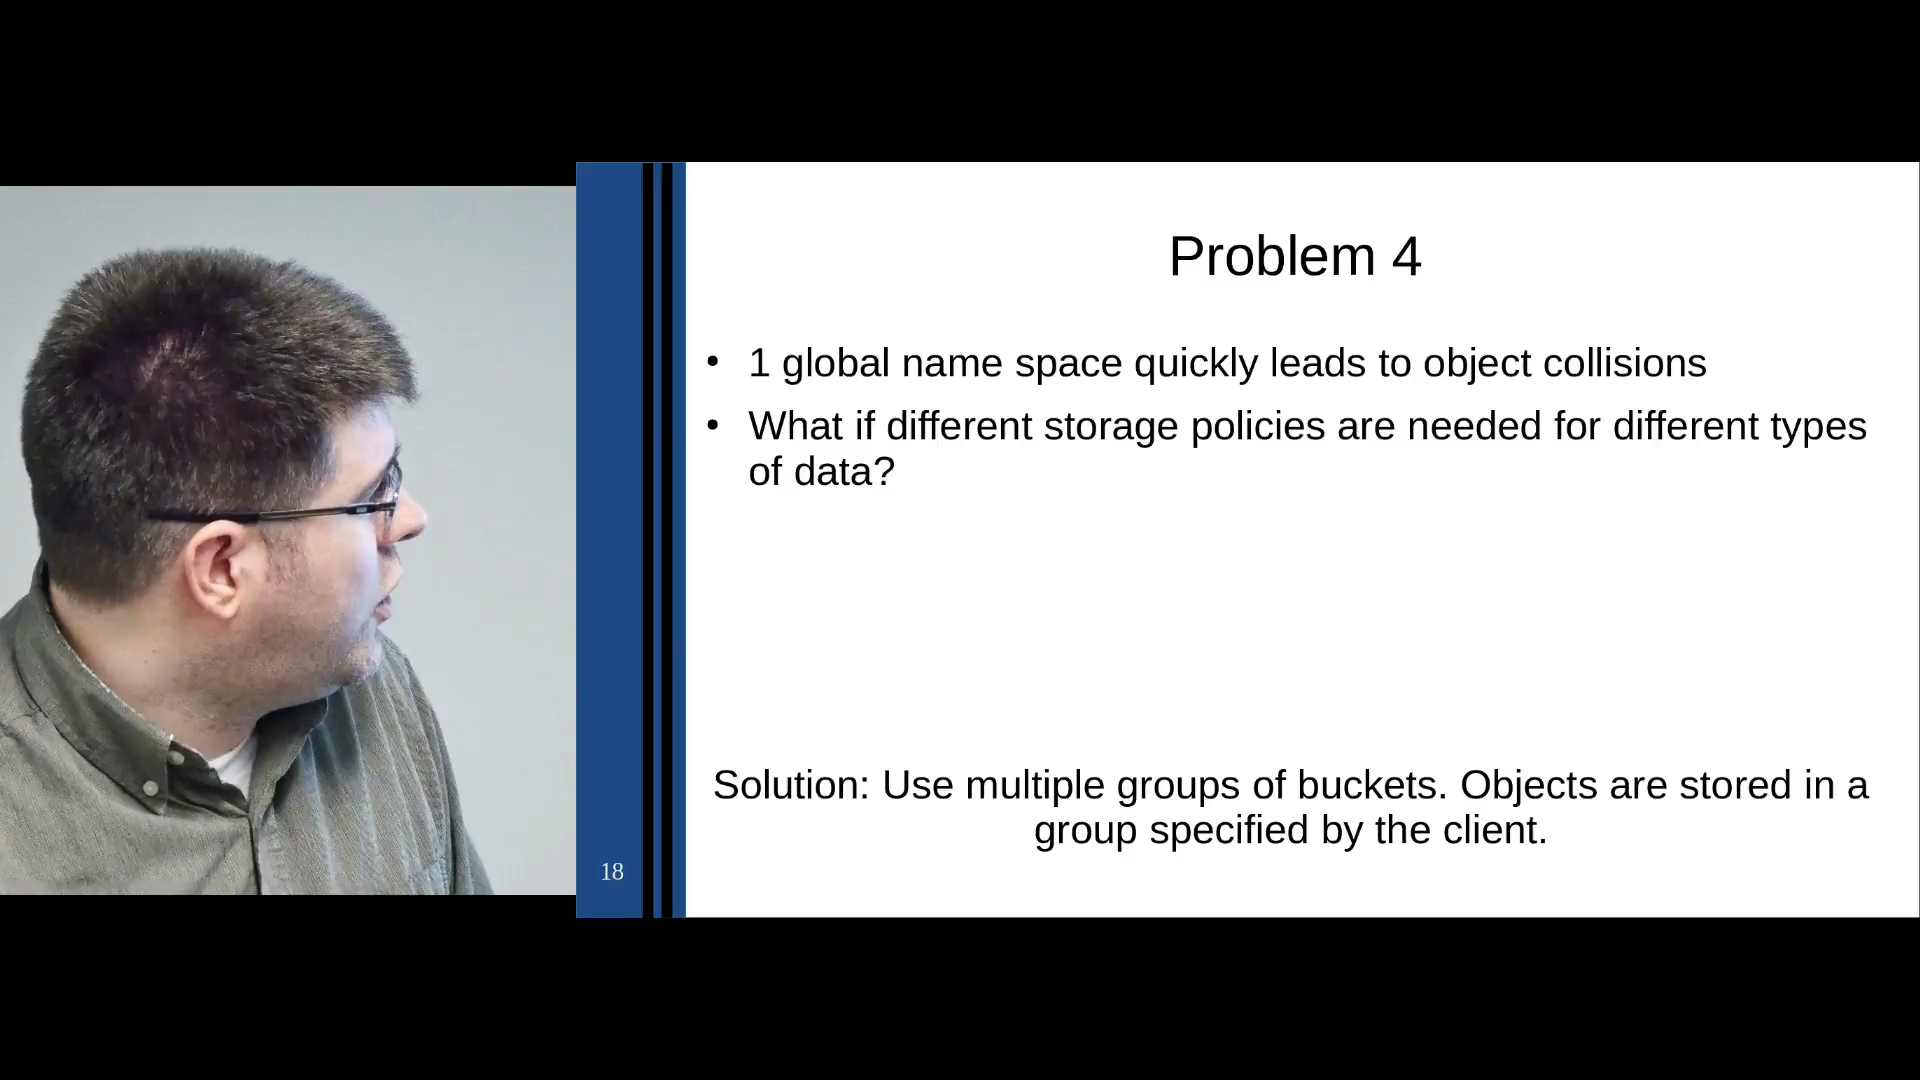 Problem 4
• 1 global name space quickly leads to object collisions
• What if different storage policies are needed for different types
of data?
Solution: Use multiple groups of buckets. Objects are stored in a
group specified by the client.
18